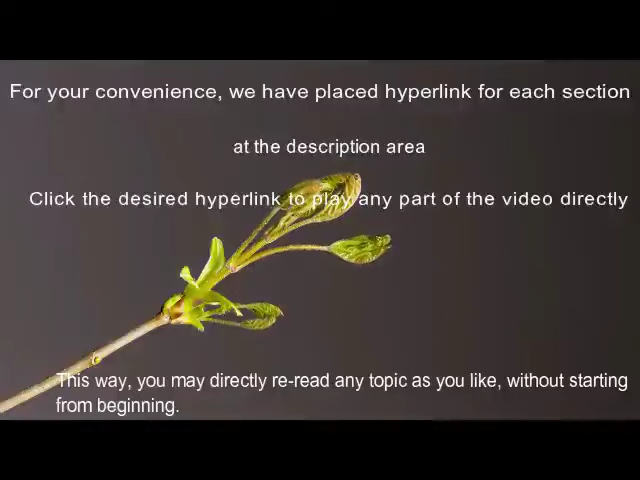 For your convenience, we have placed hyperlink for each section
at the description area
Click the desired hyperlink to play any part of the video directly
This way, you may directly re-read any topic as you like, without starting
from beginning.